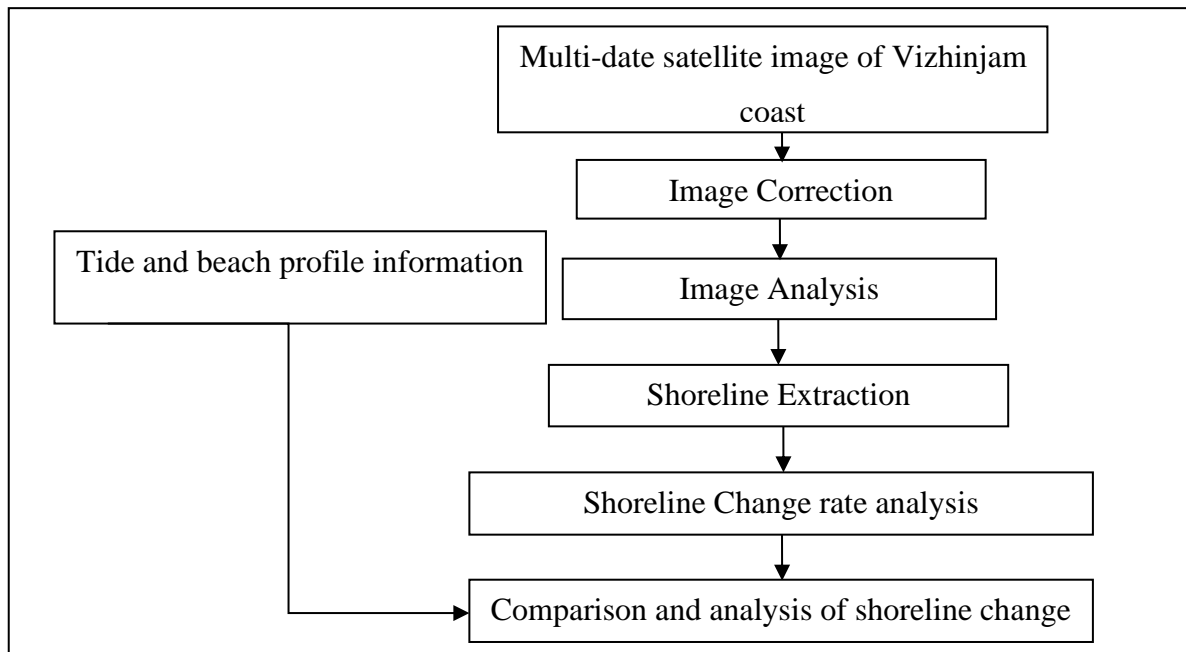 Multi-date satellite image of Vizhinjam
coast
Image Correction
Tide and beach profile information
Image Analysis
Shoreline Extraction
Shoreline Change rate analysis
Comparison and analysis of shoreline change